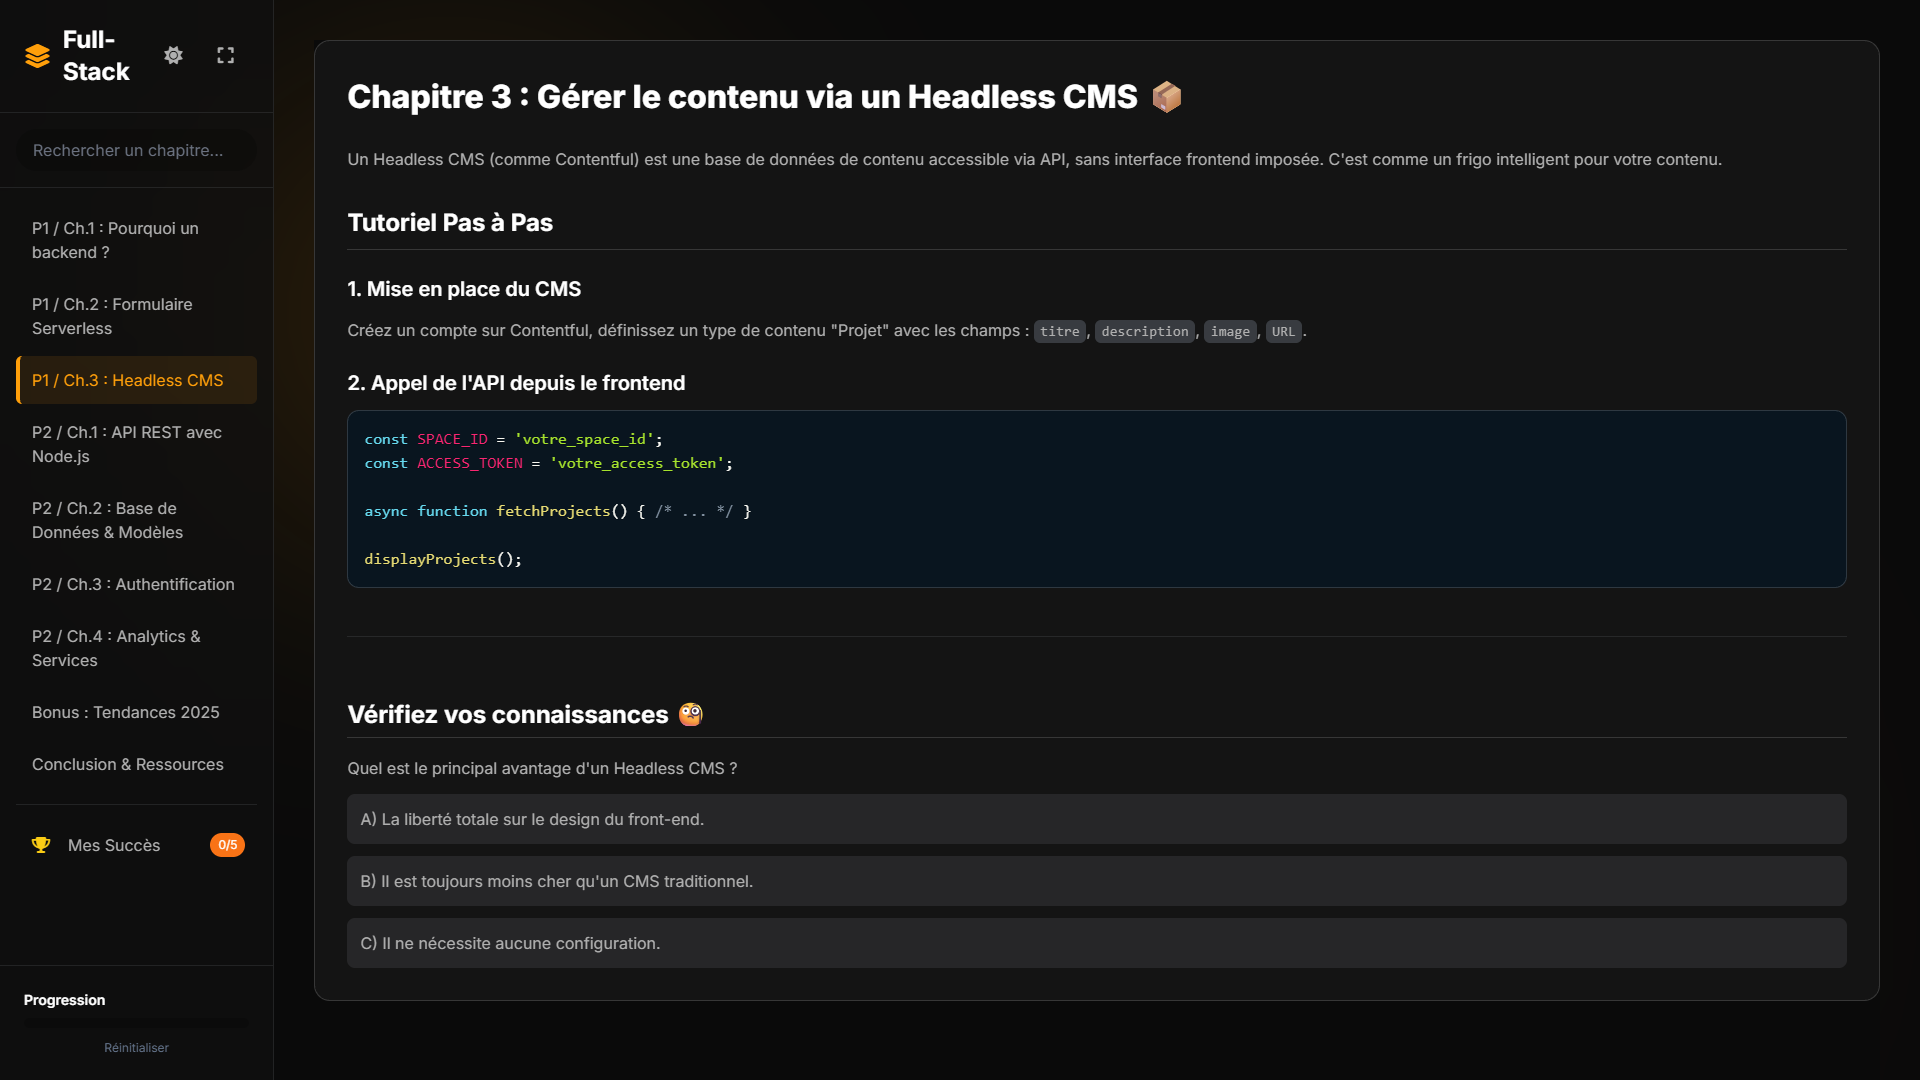 Full-
Stack
Rechercher un chapitre...
P1 / Ch.1 : Pourquoi un
backend ?
P1 / Ch.2 : Formulaire
Serverless
P1 / Ch.3 : Headless CMS
P2 / Ch.1 : API REST avec
Node.js
P2 / Ch.2 : Base de
Données & Modèles
P2 / Ch.3 : Authentification
P2 / Ch.4 : Analytics &
Services
Bonus : Tendances 2025
Conclusion & Ressources
Mes Succès 0/5
Progression
Réinitialiser
Chapitre 3 : Gérer le contenu via un Headless CMS 📦
Un Headless CMS (comme Contentful) est une base de données de contenu accessible via API, sans interface frontend imposée. C'est comme un frigo intelligent pour votre contenu.
Tutoriel Pas à Pas
1. Mise en place du CMS
Créez un compte sur Contentful, définissez un type de contenu "Projet" avec les champs : titre, description, image, URL.
2. Appel de l'API depuis le frontend
const SPACE_ID = 'votre_space_id';
const ACCESS_TOKEN = 'votre_access_token';
async function fetchProjects() { /* ... */ }
displayProjects();
Vérifiez vos connaissances 🧐
Quel est le principal avantage d'un Headless CMS ?
A) La liberté totale sur le design du front-end.
B) Il est toujours moins cher qu'un CMS traditionnel.
C) Il ne nécessite aucune configuration.